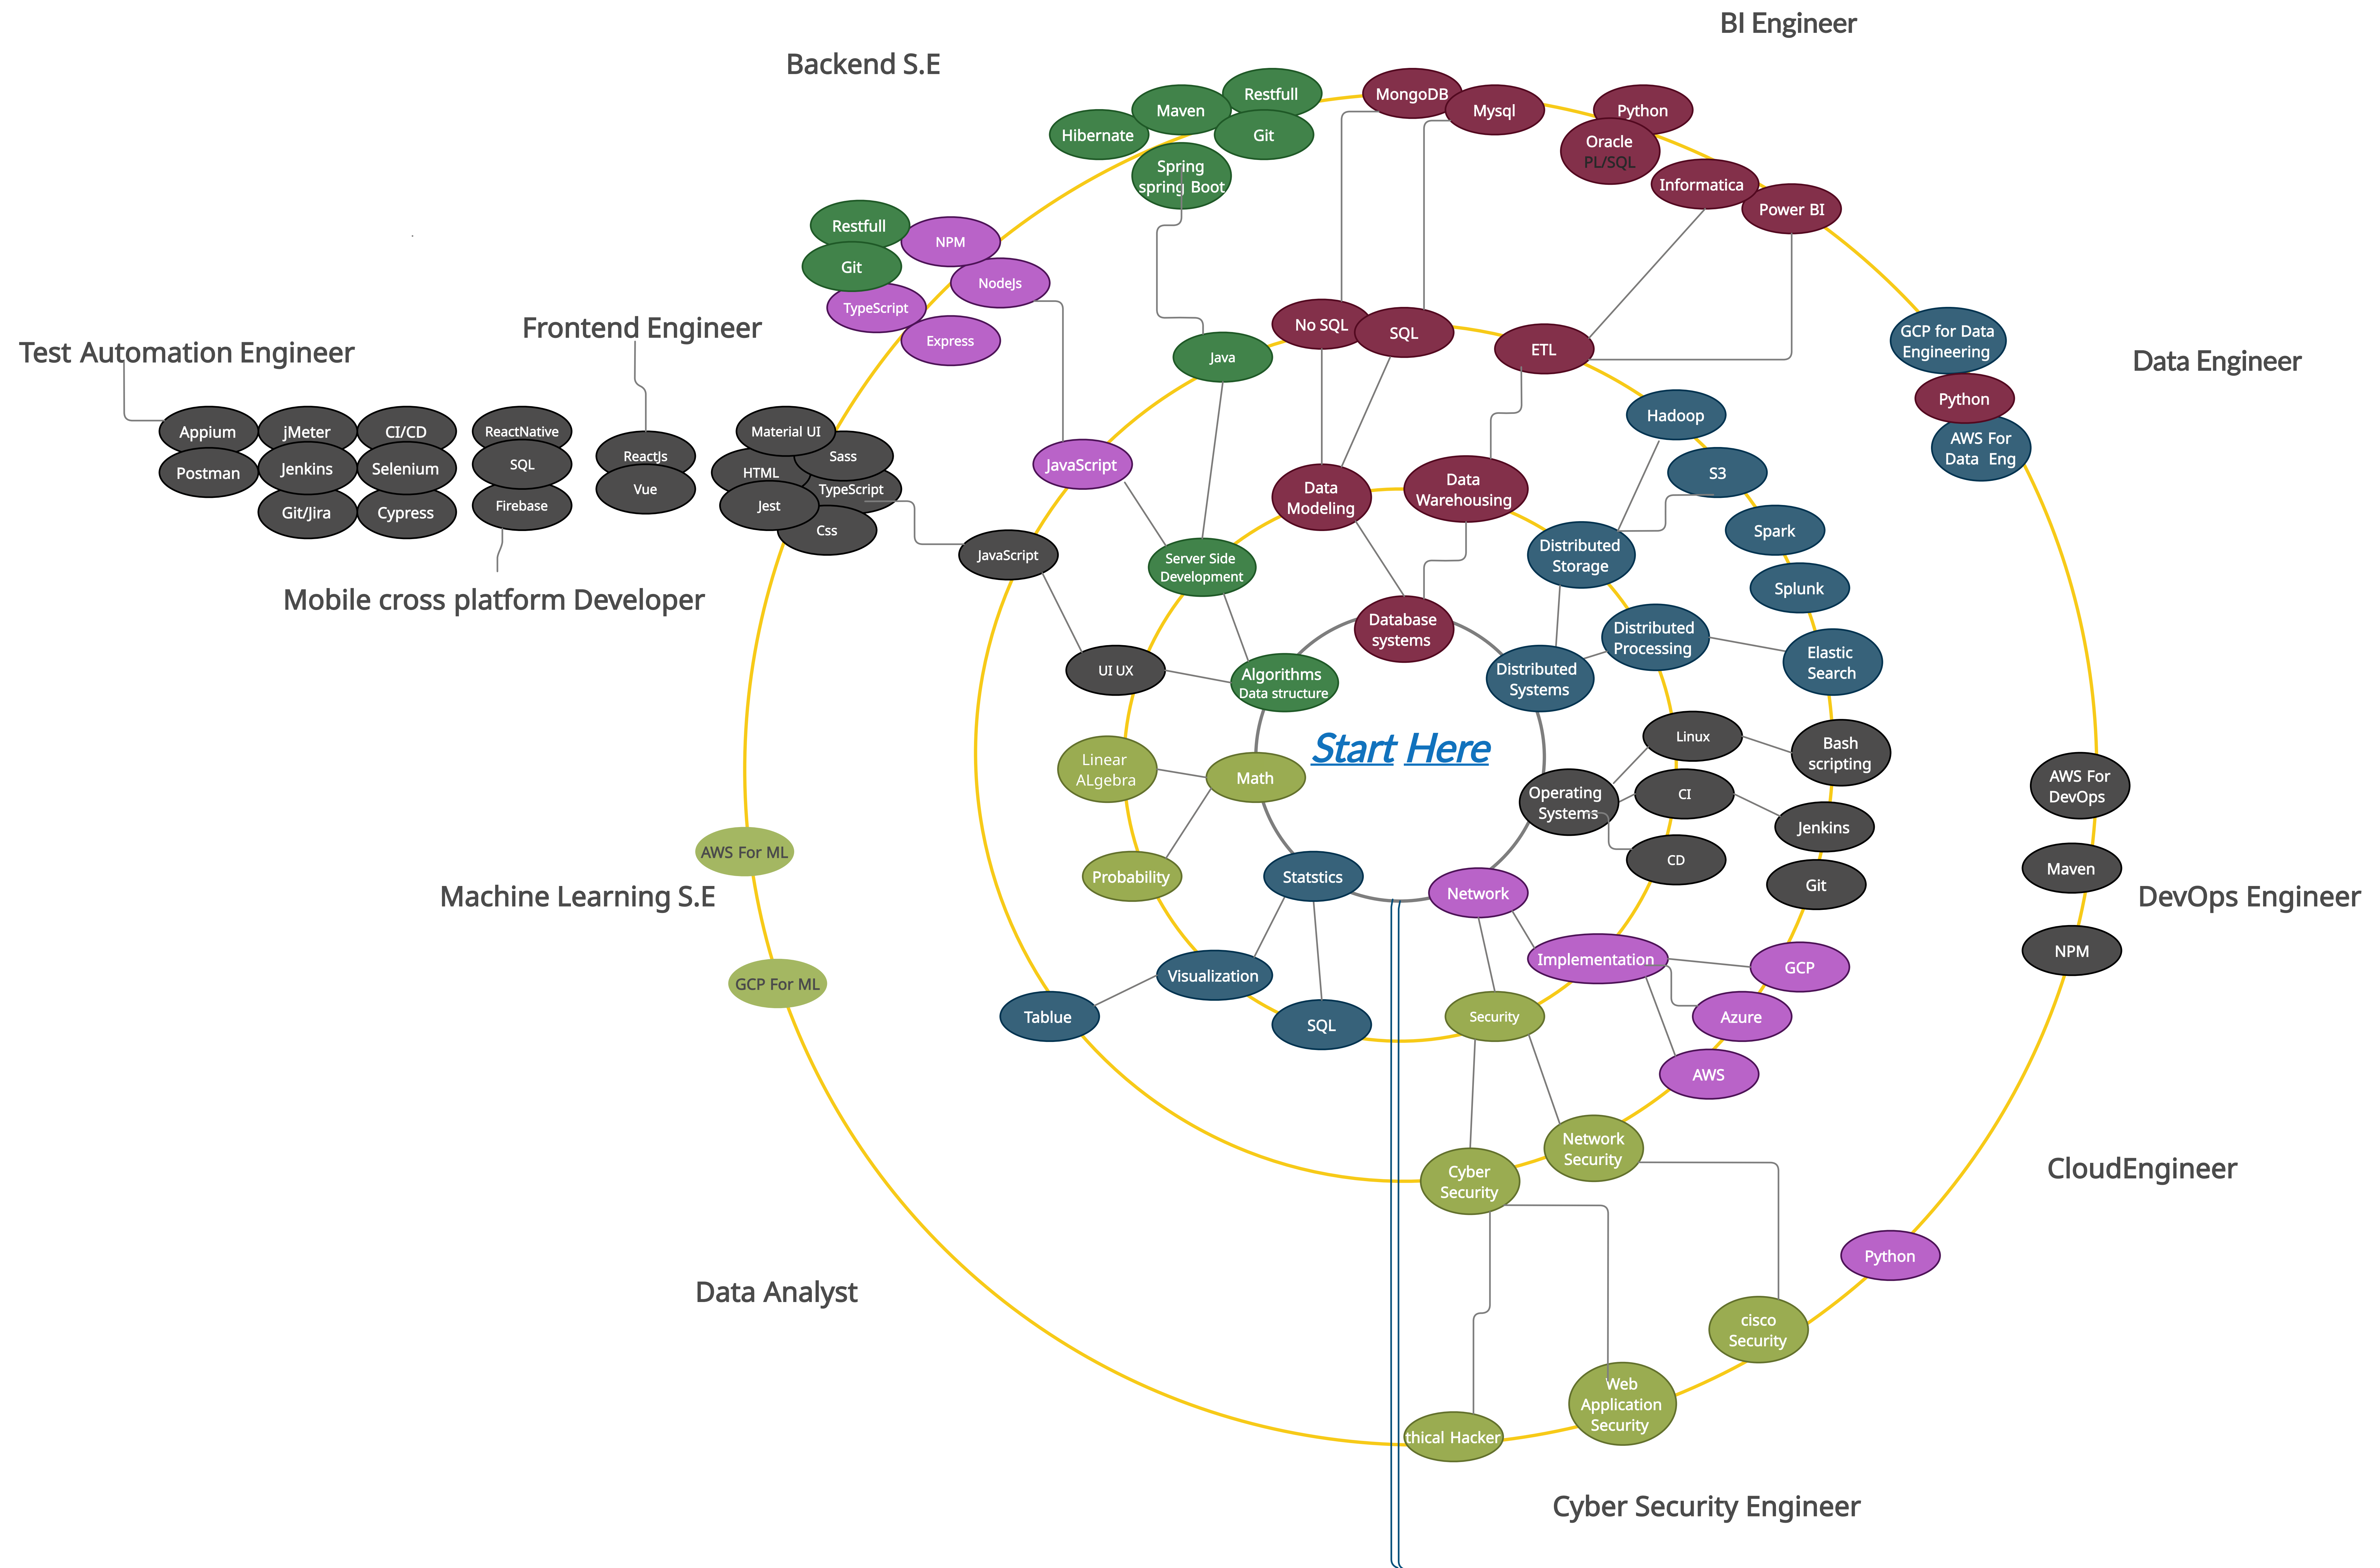 BI Engineer
Backend S.E
MongoDB
Restfull
Mysql
Python
Maven
Hibernate
Git
Oracle
PL/SQL
Spring
spring Boot
Informatica
Power BI
Restfull
NPM
Git
NodeJs
TypeScript
Express
No SQL
SQL
ETL
Java
GCP for Data
Engineering
Frontend Engineer
Test Automation Engineer
Data Engineer
Python
Hadoop
AWS For
Data Eng
Appium
jMeter
CI/CD
ReactNative
Material UI
ReactJs
Sass
Postman
Jenkins
Selenium
SQL
HTML
JavaScript
S3
Vue
TypeScript
Data
Modeling
Data
Warehousing
Git/Jira
Cypress
Firebase
Jest
Css
Spark
JavaScript
Server Side
Development
Distributed
Storage
Splunk
Mobile cross platform Developer
Database
systems
Distributed
Processing
Elastic
Search
UI UX
Algorithms
Data structure
Distributed
Systems
Start Here
Linux
Bash
scripting
Linear
ALgebra
Math
Operating
Systems
CI
AWS For
DevOps
Jenkins
AWS For ML
CD
Maven
Probability
Statstics
Network
Git
Machine Learning S.E
DevOps Engineer
NPM
Visualization
Implementation
GCP
GCP For ML
Tablue
SQL
Security
Azure
AWS
Network
Security
CloudEngineer
Cyber
Security
Python
Data Analyst
cisco
Security
Web
Application
Security
thical Hacker
Cyber Security Engineer